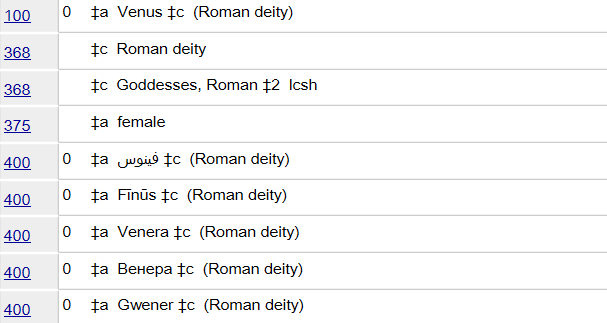 100 0 ‡a Venus ‡c (Roman deity)
368 ‡c Roman deity
368 ‡c Goddesses, Roman ‡2 lcsh
375 ‡a female
400 0 ‡a فينوس ‡c (Roman deity)
400 0 ‡a Fīnūs ‡c (Roman deity)
400 0 ‡a Venera ‡c (Roman deity)
400 0 ‡a Венера ‡c (Roman deity)
400 0 ‡a Gwener ‡c (Roman deity)